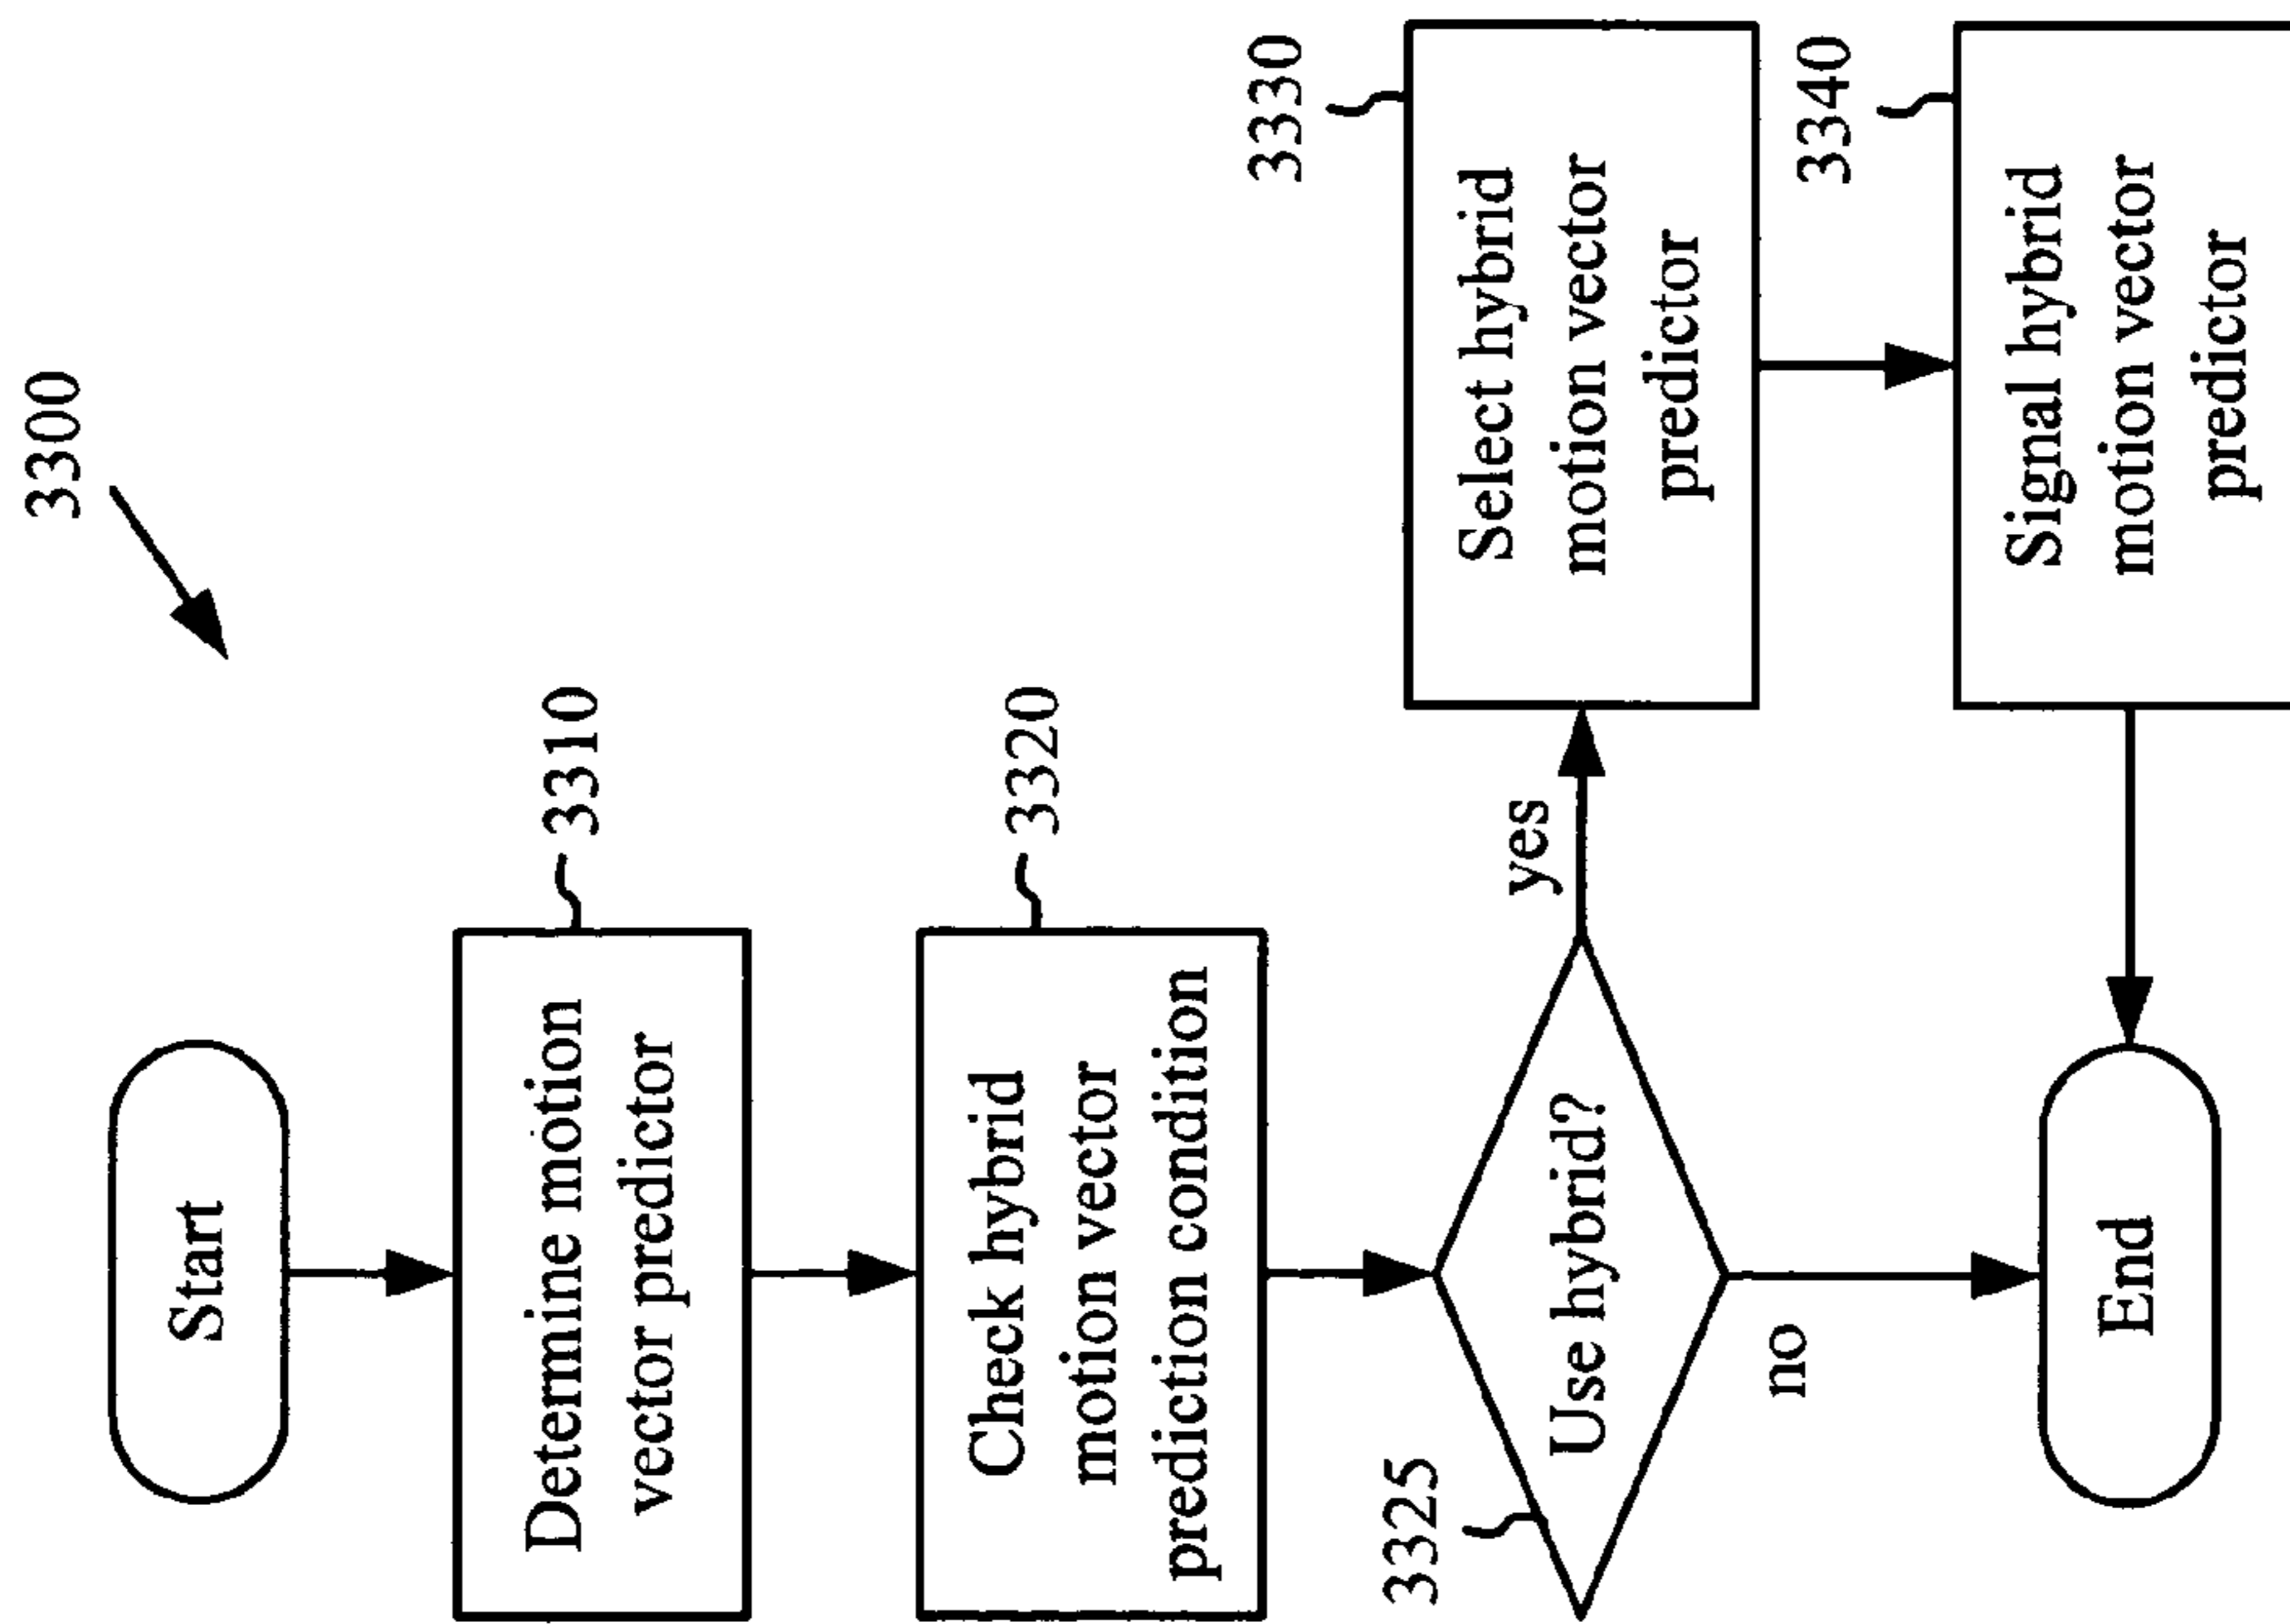 3300
Start
Determine motion
vector predictor
3310
Check hybrid
motion vector
prediction condition
3320
3325
Use hybrid?
yes
no
Select hybrid
motion vector
predictor
3330
Signal hybrid
motion vector
predictor
3340
End